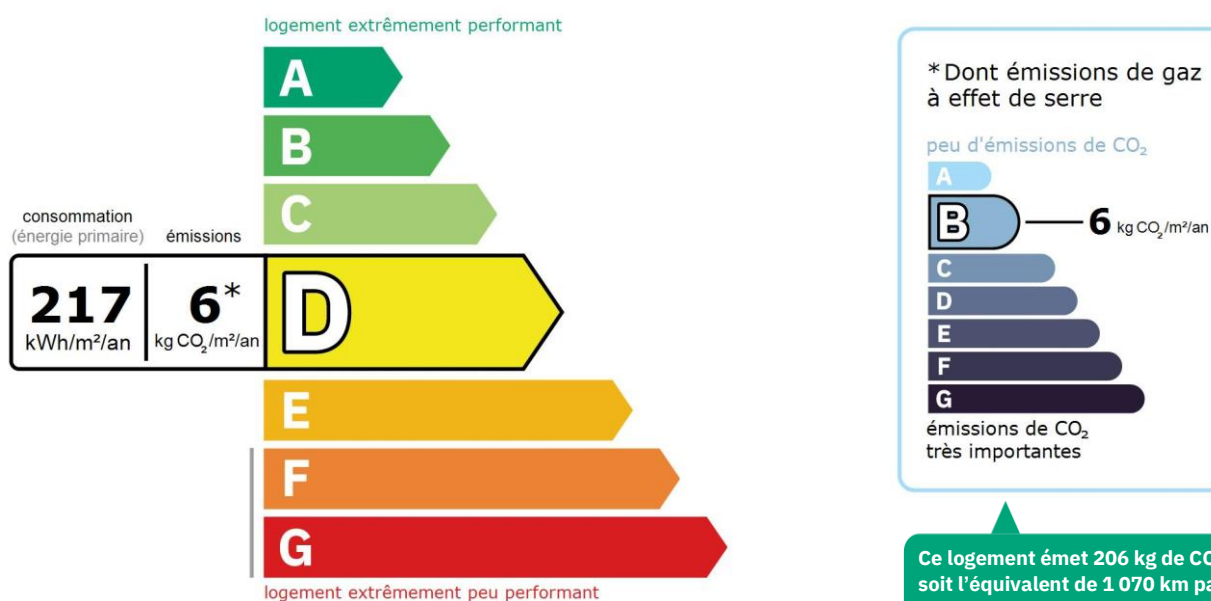 logement extrêmement performant
A
B
C
consommation
(énergie primaire) émissions
217 6* D
kWh/m²/an kg CO₂/m²/an
E
F
G
logement extrêmement peu performant
*Dont émissions de gaz
à effet de serre
peu d'émissions de CO₂
A
B 6 kg CO₂/m²/an
C
D
E
F
G
émissions de CO₂
très importantes
Ce logement émet 206 kg de
soit l’équivalent de 1 070 km